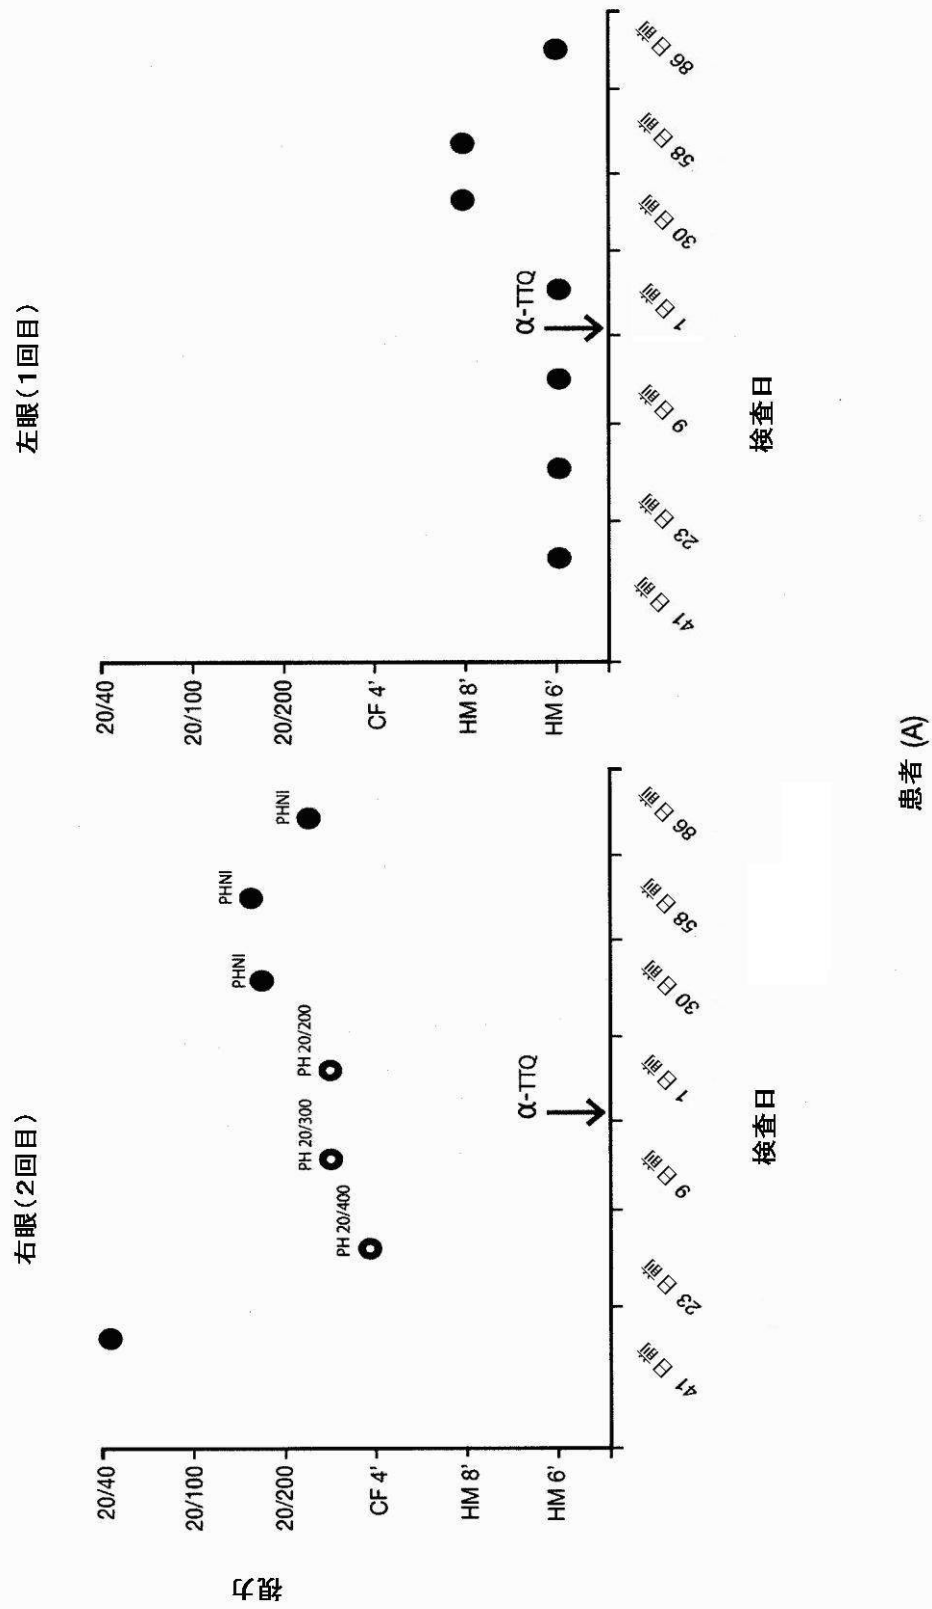 右眼(2回目)
視力
20/40
20/100
20/200
CF 4'
HM 8'
HM 6'
PH 20/400
PH 20/300
PH 20/200
PHNI
PHNI
PHNI
α-TTQ
41日前
23日前
9日前
1日前
30日前
58日前
86日前
検査日
左眼(1回目)
20/40
20/100
20/200
CF 4'
HM 8'
HM 6'
α-TTQ
41日前
23日前
9日前
1日前
30日前
58日前
86日前
検査日
患者 (A)